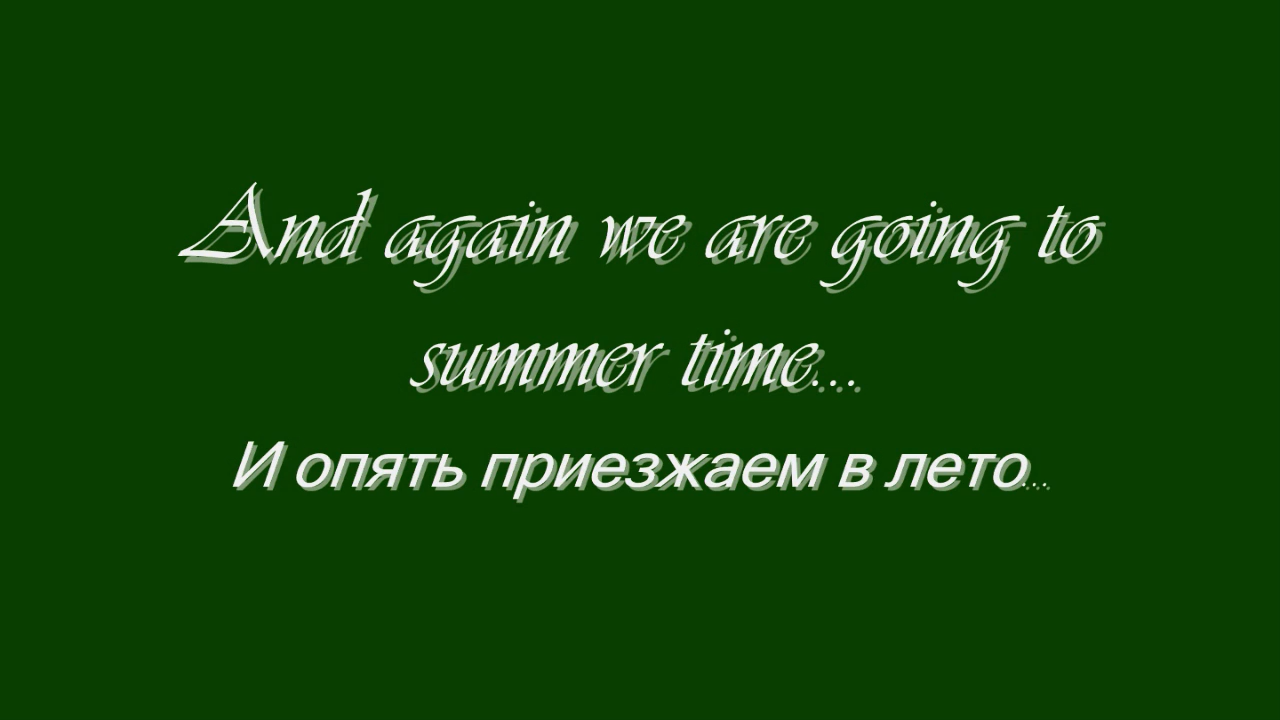 And again we are going to
summer time...
И опять приезжаем в лето...